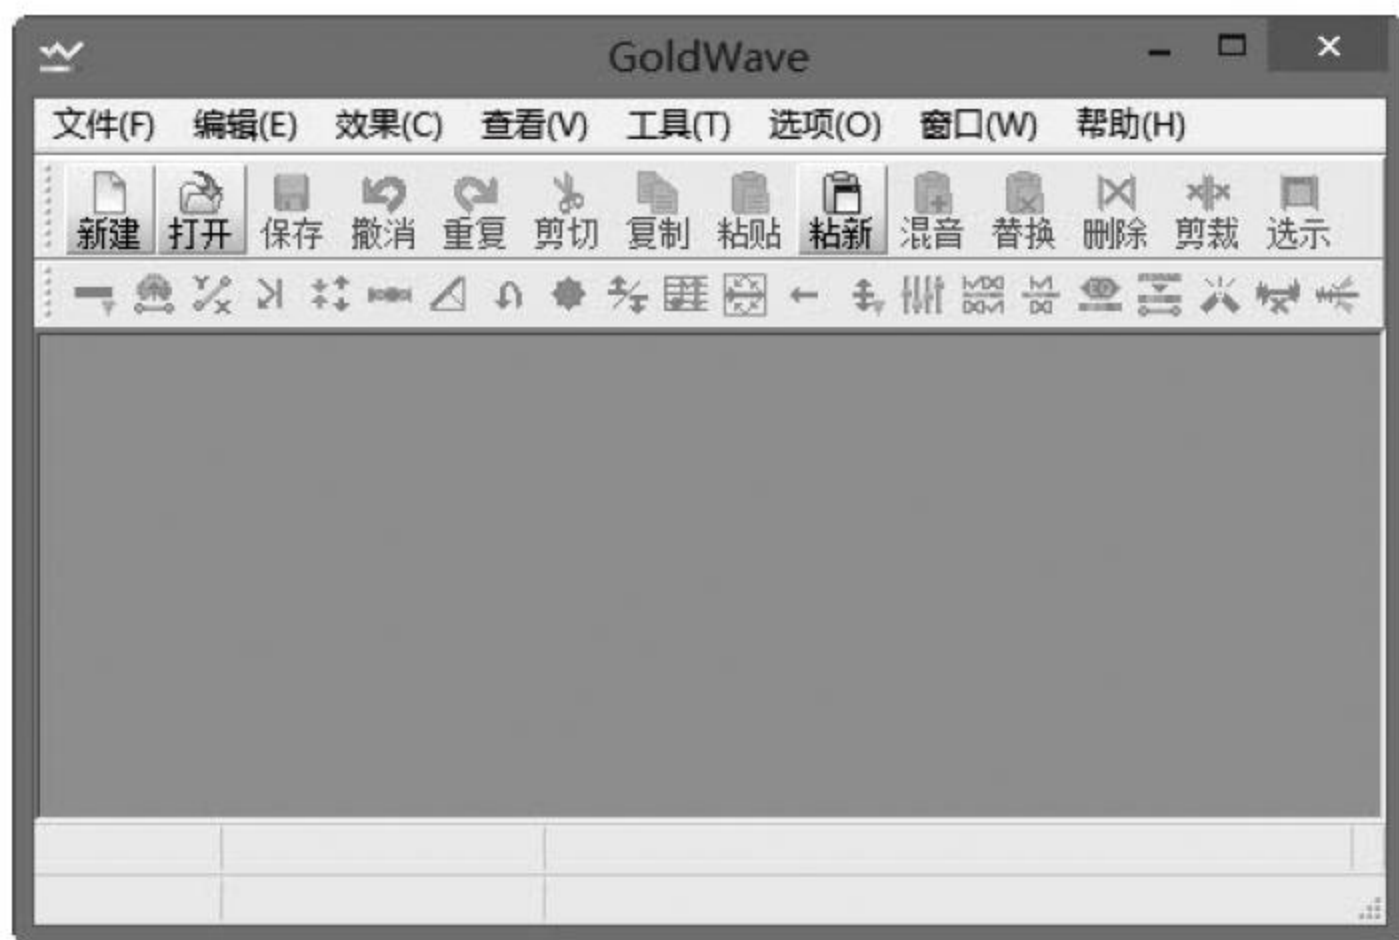 GoldWave
文件(F) 编辑(E) 效果(C) 查看(V) 工具(T) 选项(O) 窗口(W) 帮助(H)
新建 打开 保存 撤消 重复 剪切 复制 粘贴 粘新 混音 替换 删除 剪裁 选示